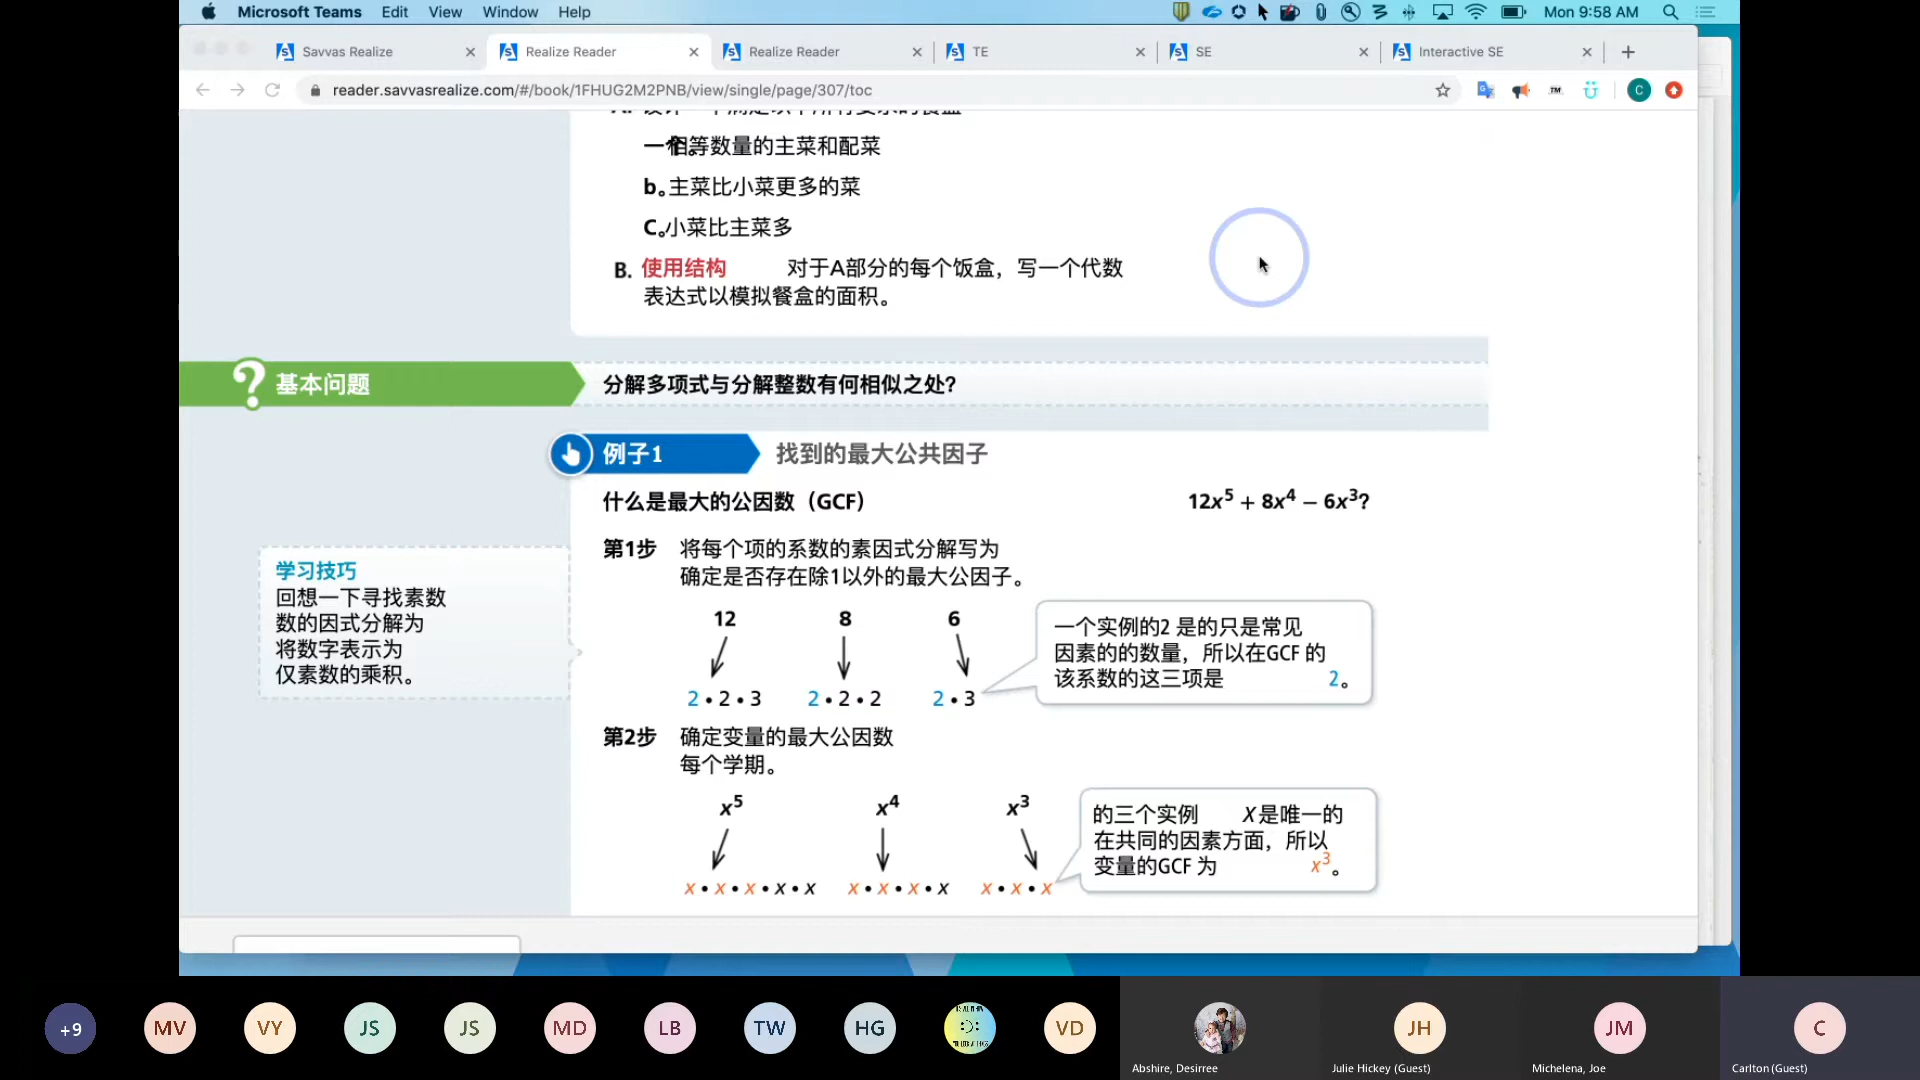 Microsoft Teams Edit View Window Help Mon 9:58 AM
Savvas Realize Realize Reader Realize Reader TE SE Interactive SE
reader.savvasrealize.com/#/book/1FHUG2M2PNB/view/single/page/307/toc C
相等数量的主菜和配菜
b。主菜比小菜更多的菜
C。小菜比主菜多
B. 使用结构 对于A部分的每个饭盒，写一个代数
表达式以模拟餐盒的面积。
? 基本问题 分解多项式与分解整数有何相似之处?
例子1 找到的最大公共因子
什么是最大的公因数（GCF） 12x⁵ + 8x⁴ – 6x³?
第1步 将每个项的系数的素因式分解写为
确定是否存在除1以外的最大公因子。
学习技巧
回想一下寻找素数
数的因式分解为
将数字表示为
仅素数的乘积。
12 8 6
2 • 2 • 3 2 • 2 • 2 2 • 3
一个实例的2 是的只是常见
因素的的数量，所以在GCF 的
该系数的这三项是 2。
第2步 确定变量的最大公因数
每个学期。
x⁵ x⁴ x³
x • x • x • x • x x • x • x • x x • x • x
的三个实例 X是唯一的
在共同的因素方面，所以
变量的GCF 为 x³。
+9 MV VY JS JS MD LB TW HG VD JH JM C
Abshire, Desirree Julie Hickey (Guest) Michelena, Joe Carlton (Guest)